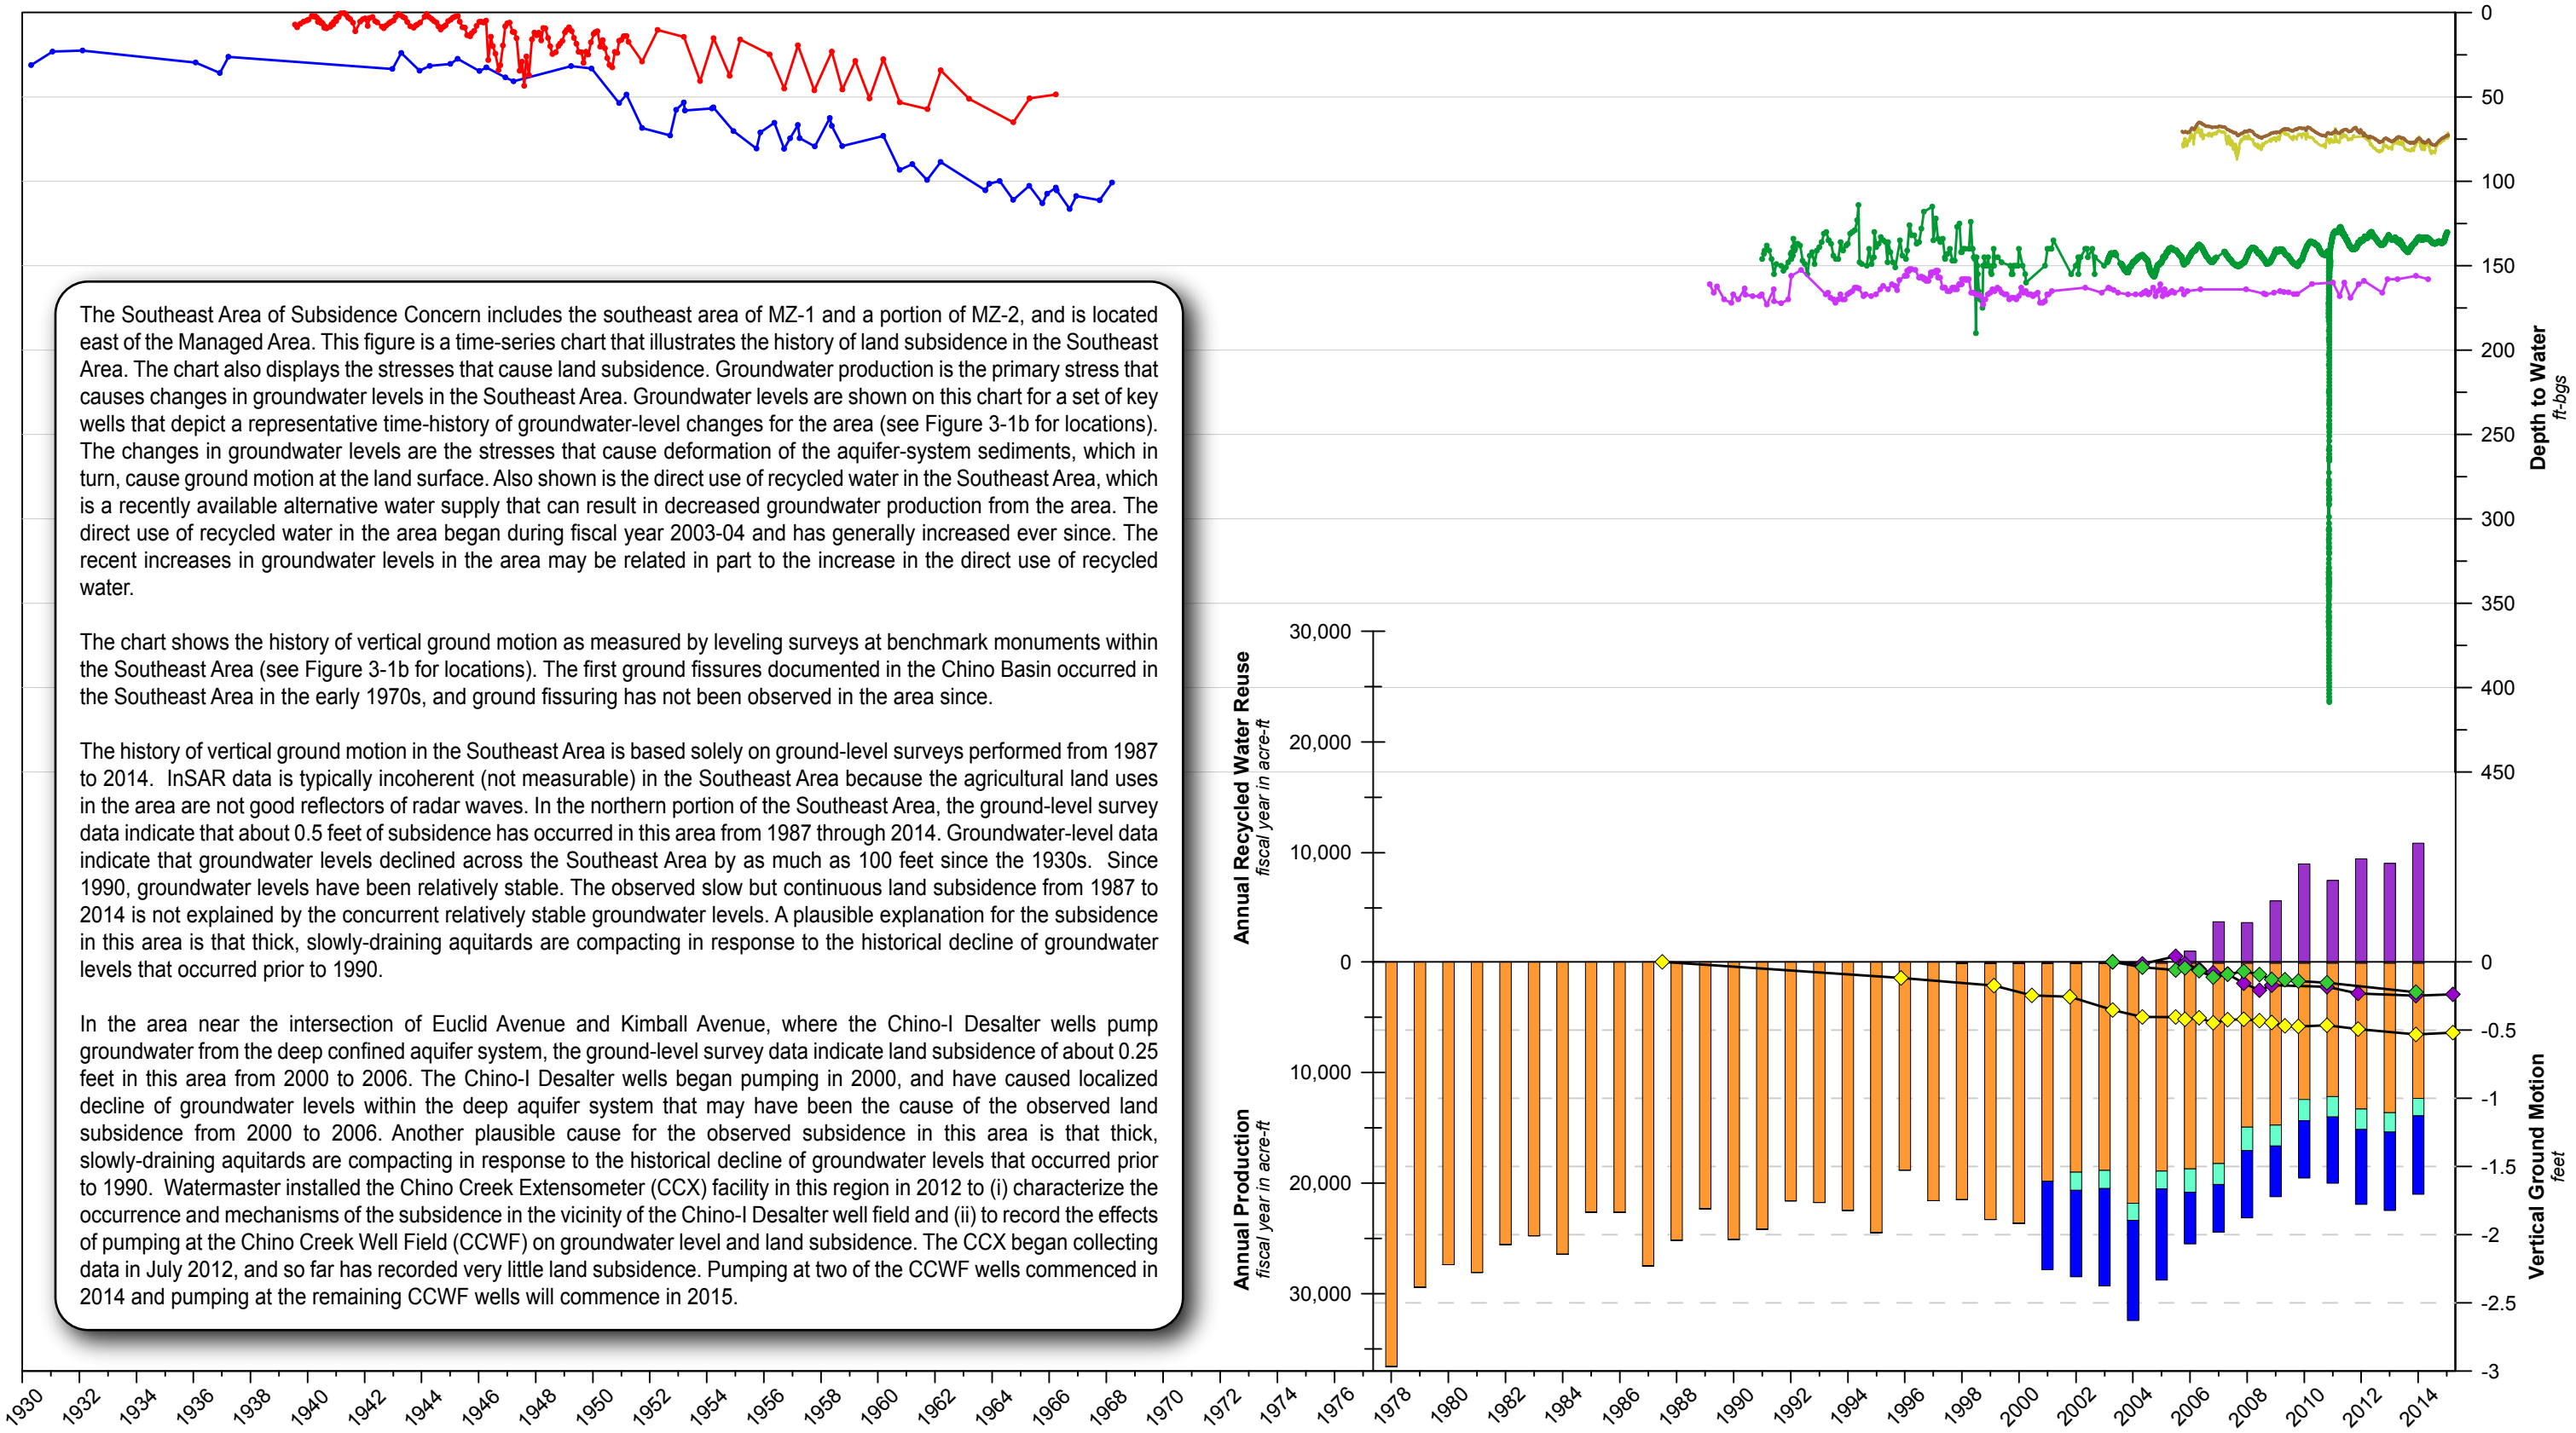 The Southeast Area of Subsidence Concern includes the southeast area of MZ-1 and a portion of MZ-2, and is located
east of the Managed Area. This figure is a time-series chart that illustrates the history of land subsidence in the Southeast
Area. The chart also displays the stresses that cause land subsidence. Groundwater production is the primary stress that
causes changes in groundwater levels in the Southeast Area. Groundwater levels are shown on this chart for a set of key
wells that depict a representative time-history of groundwater-level changes for the area (see Figure 3-1b for locations).
The changes in groundwater levels are the stresses that cause deformation of the aquifer-system sediments, which in
turn, cause ground motion at the land surface. Also shown is the direct use of recycled water in the Southeast Area, which
is a recently available alternative water supply that can result in decreased groundwater production from the area. The
direct use of recycled water in the area began during fiscal year 2003-04 and has generally increased ever since. The
recent increases in groundwater levels in the area may be related in part to the increase in the direct use of recycled
water.
The chart shows the history of vertical ground motion as measured by leveling surveys at benchmark monuments within
the Southeast Area (see Figure 3-1b for locations). The first ground fissures documented in the Chino Basin occurred in
the Southeast Area in the early 1970s, and ground fissuring has not been observed in the area since.
The history of vertical ground motion in the Southeast Area is based solely on ground-level surveys performed from 1987
to 2014. InSAR data is typically incoherent (not measurable) in the Southeast Area because the agricultural land uses
in the area are not good reflectors of radar waves. In the northern portion of the Southeast Area, the ground-level survey
data indicate that about 0.5 feet of subsidence has occurred in this area from 1987 through 2014. Groundwater-level data
indicate that groundwater levels declined across the Southeast Area by as much as 100 feet since the 1930s. Since
1990, groundwater levels have been relatively stable. The observed slow but continuous land subsidence from 1987 to
2014 is not explained by the concurrent relatively stable groundwater levels. A plausible explanation for the subsidence
in this area is that thick, slowly-draining aquitards are compacting in response to the historical decline of groundwater
levels that occurred prior to 1990.
In the area near the intersection of Euclid Avenue and Kimball Avenue, where the Chino-I Desalter wells pump
groundwater from the deep confined aquifer system, the ground-level survey data indicate land subsidence of about 0.25
feet in this area from 2000 to 2006. The Chino-I Desalter wells began pumping in 2000, and have caused localized
decline of groundwater levels within the deep aquifer system that may have been the cause of the observed land
subsidence from 2000 to 2006. Another plausible cause for the observed subsidence in this area is that thick,
slowly-draining aquitards are compacting in response to the historical decline of groundwater levels that occurred prior
to 1990. Watermaster installed the Chino Creek Extensometer (CCX) facility in this region in 2012 to (i) characterize the
occurrence and mechanisms of the subsidence in the vicinity of the Chino-I Desalter well field and (ii) to record the effects
of pumping at the Chino Creek Well Field (CCWF) on groundwater level and land subsidence. The CCX began collecting
data in July 2012, and so far has recorded very little land subsidence. Pumping at two of the CCWF wells commenced in
2014 and pumping at the remaining CCWF wells will commence in 2015.
Annual Recycled Water Reuse
fiscal year in acre-ft
30,000
20,000
10,000
0
Annual Production
fiscal year in acre-ft
10,000
20,000
30,000
0
50
100
150
200
250
300
350
400
450
Depth to Water
ft-bgs
0
-0.5
-1
-1.5
-2
-2.5
-3
Vertical Ground Motion
feet
1930
1932
1934
1936
1938
1940
1942
1944
1946
1948
1950
1952
1954
1956
1958
1960
1962
1964
1966
1968
1970
1972
1974
1976
1978
1980
1982
1984
1986
1988
1990
1992
1994
1996
1998
2000
2002
2004
2006
2008
2010
2012
2014